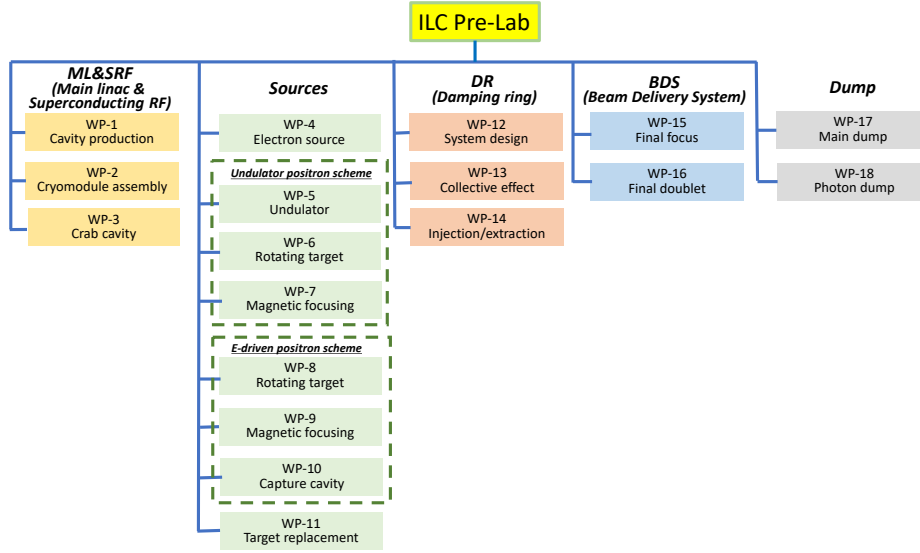 ILC Pre-Lab
ML&SRF
(Main linac &
Superconducting RF)
WP-1
Cavity production
WP-2
Cryomodule assembly
WP-3
Crab cavity
Sources
WP-4
Electron source
Undulator positron scheme
WP-5
Undulator
WP-6
Rotating target
WP-7
Magnetic focusing
E-driven positron scheme
WP-8
Rotating target
WP-9
Magnetic focusing
WP-10
Capture cavity
WP-11
Target replacement
DR
(Damping ring)
WP-12
System design
WP-13
Collective effect
WP-14
Injection/extraction
BDS
(Beam Delivery System)
WP-15
Final focus
WP-16
Final doublet
Dump
WP-17
Main dump
WP-18
Photon dump